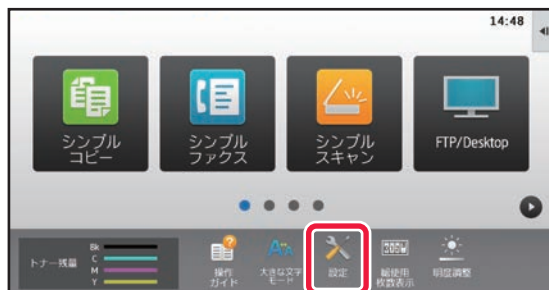 14:48
シンプル
コピー
シンプル
ファクス
シンプル
スキャン
FTP/Desktop
トナー残量
Bk
C
M
Y
操作
ガイド
大きな文字
モード
設定
総使用
枚数表示
明度調整